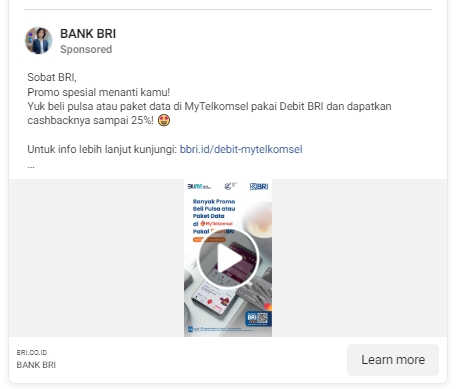 BANK BRI
Sponsored
Sobat BRI,
Promo spesial menanti kamu!
Yuk beli pulsa atau paket data di MyTelkomsel pakai Debit BRI dan dapatkan
cashbacknya sampai 25%! 🤩
Untuk info lebih lanjut kunjungi: bbri.id/debit-mytelkomsel
...
BUMN
BRI
Banyak Promo
Beli Pulsa atau
Paket Data
di MyTelkomsel
Pakai
BRI
BRI.CO.ID
BANK BRI
Learn more